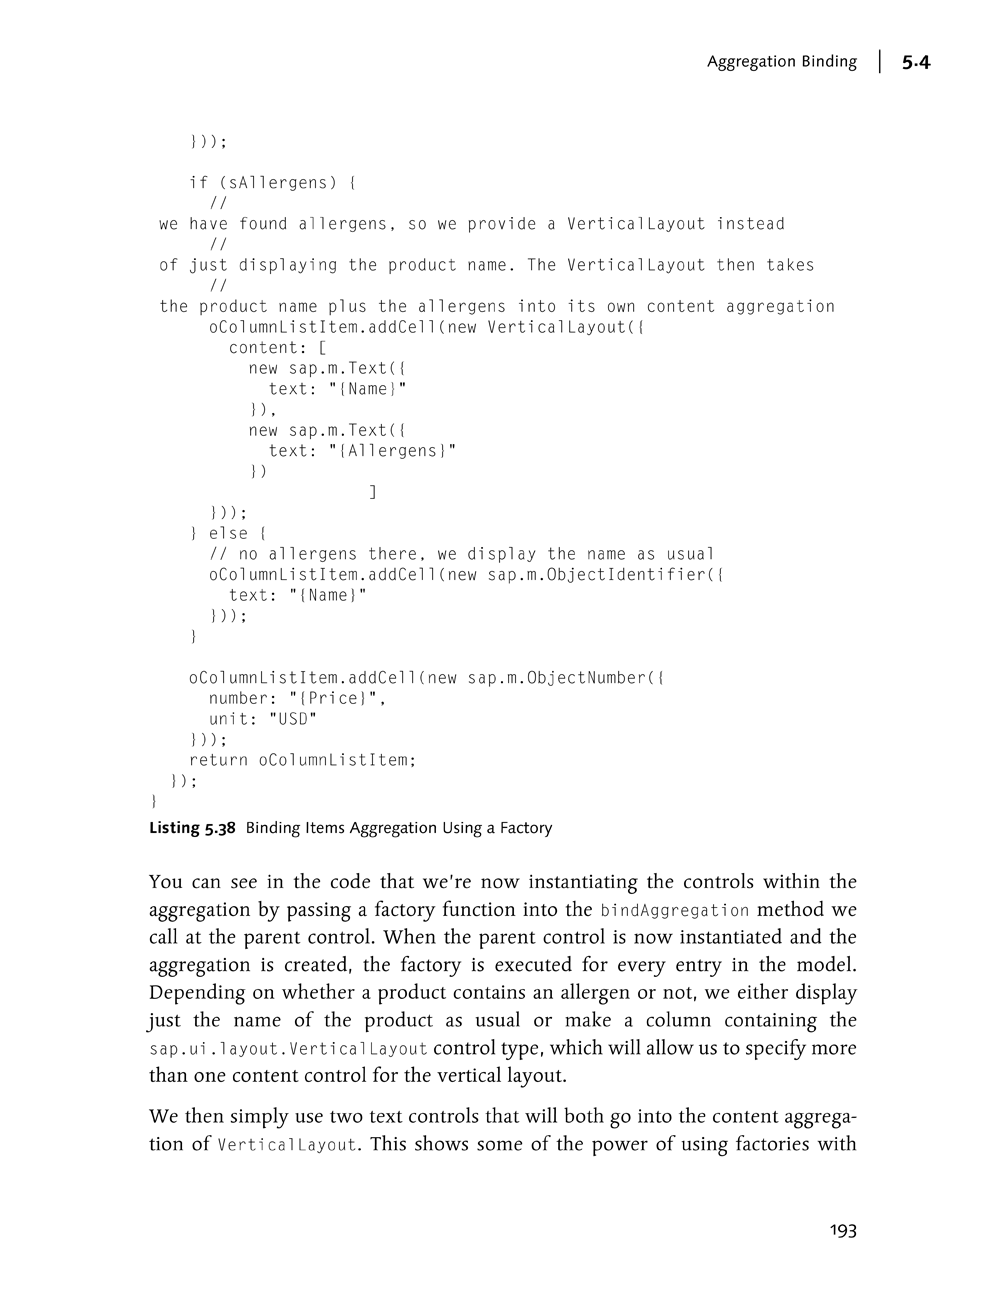 Aggregation Binding | 5.4
}));
if (sAllergens) {
//
we have found allergens, so we provide a VerticalLayout instead
//
of just displaying the product name. The VerticalLayout then takes
//
the product name plus the allergens into its own content aggregation
oColumnListItem.addCell(new VerticalLayout({
content: [
new sap.m.Text({
text: "{Name}"
}),
new sap.m.Text({
text: "{Allergens}"
})
]
}));
} else {
// no allergens there, we display the name as usual
oColumnListItem.addCell(new sap.m.ObjectIdentifier({
text: "{Name}"
}));
}
oColumnListItem.addCell(new sap.m.ObjectNumber({
number: "{Price}",
unit: "USD"
}));
return oColumnListItem;
});
}
Listing 5.38 Binding Items Aggregation Using a Factory
You can see in the code that we're now instantiating the controls within the
aggregation by passing a factory function into the bindAggregation method we
call at the parent control. When the parent control is now instantiated and the
aggregation is created, the factory is executed for every entry in the model.
Depending on whether a product contains an allergen or not, we either display
just the name of the product as usual or make a column containing the
sap.ui.layout.VerticalLayout control type, which will allow us to specify more
than one content control for the vertical layout.
We then simply use two text controls that will both go into the content aggrega-
tion of VerticalLayout. This shows some of the power of using factories with
193